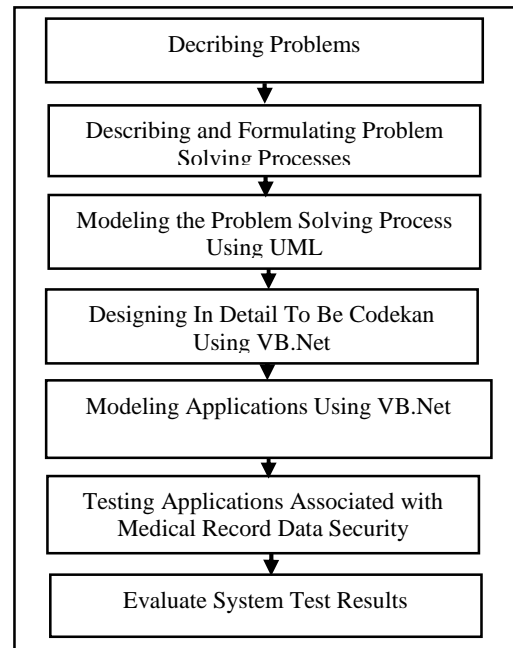 Decribing Problems
Describing and Formulating Problem
Solving Processes
Modeling the Problem Solving Process
Using UML
Designing In Detail To Be Codekan
Using VB.Net
Modeling Applications Using VB.Net
Testing Applications Associated with
Medical Record Data Security
Evaluate System Test Results